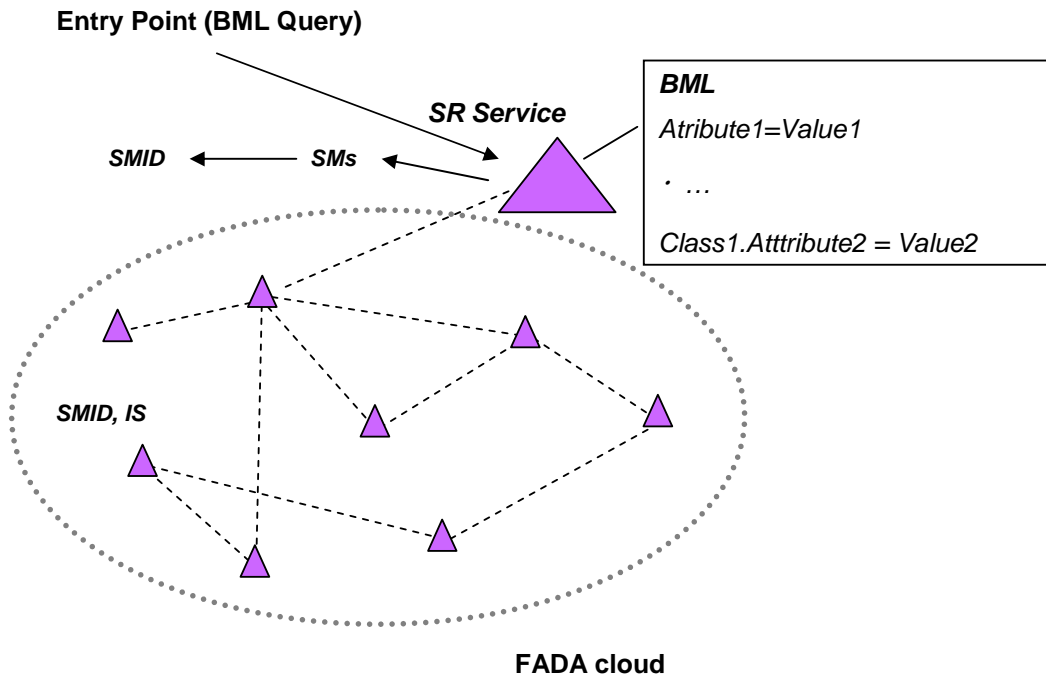 Entry Point (BML Query)
SR Service
BML
Atribute1=Value1
· …
Class1.Atttribute2 = Value2
SMID
SMs
SMID, IS
FADA cloud